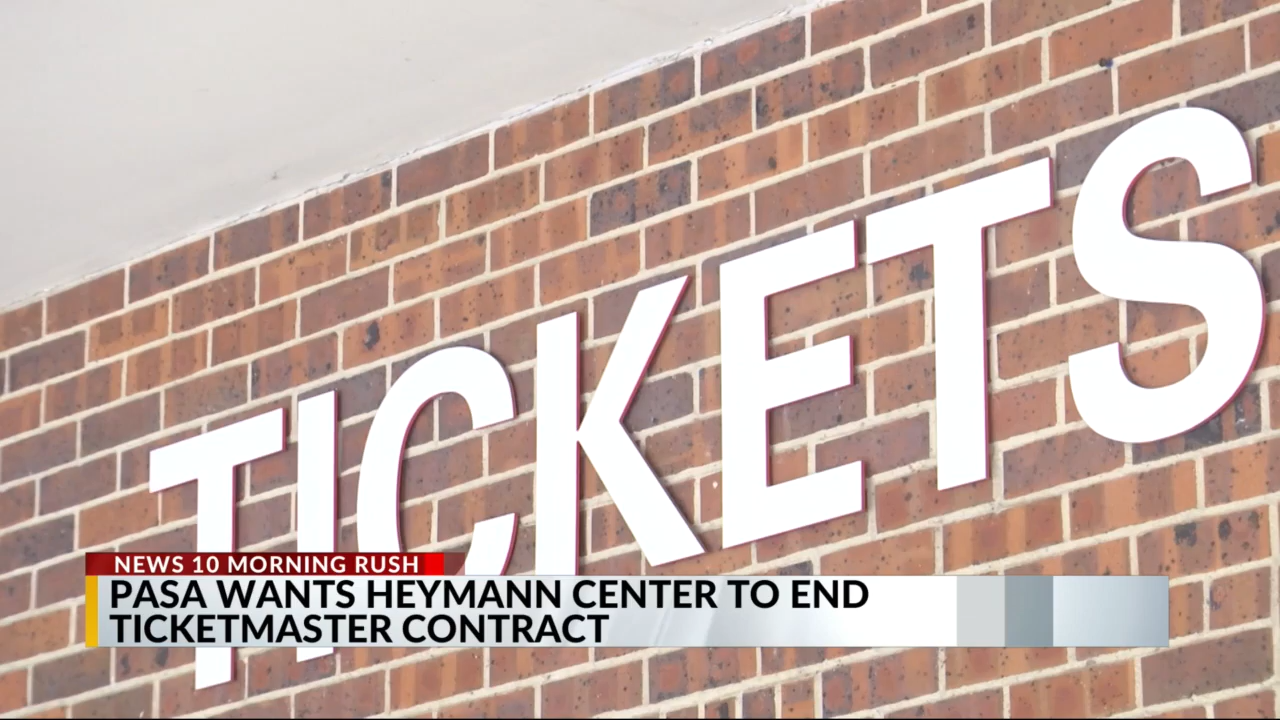 TICKETS
NEWS 10 MORNING RUSH
PASA WANTS HEYMANN CENTER TO END
TICKETMASTER CONTRACT